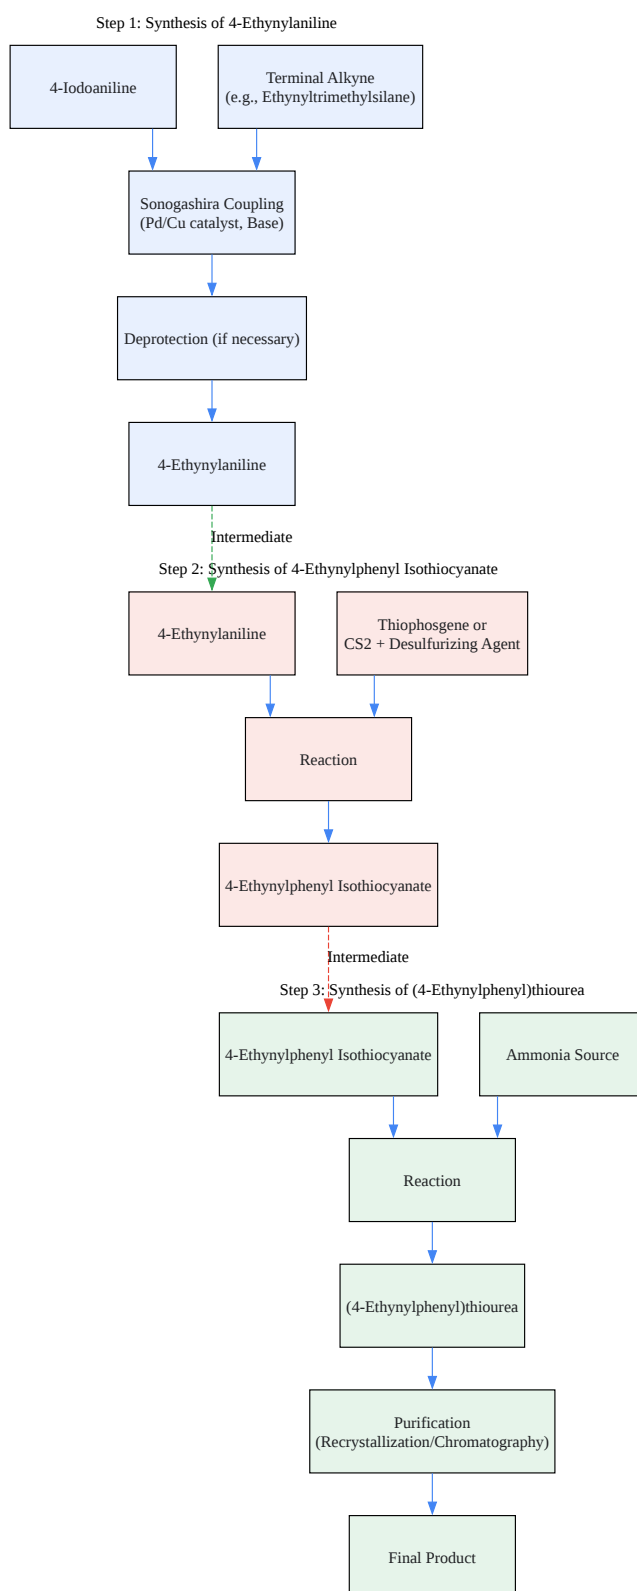 Step 1: Synthesis of 4-Ethynylaniline
4-Iodoaniline
Terminal Alkyne
(e.g., Ethynyltrimethylsilane)
Sonogashira Coupling
(Pd/Cu catalyst, Base)
Deprotection (if necessary)
4-Ethynylaniline
Intermediate
Step 2: Synthesis of 4-Ethynylphenyl Isothiocyanate
4-Ethynylaniline
Thiophosgene or
CS2 + Desulfurizing Agent
Reaction
4-Ethynylphenyl Isothiocyanate
Intermediate
Step 3: Synthesis of (4-Ethynylphenyl)thiourea
4-Ethynylphenyl Isothiocyanate
Ammonia Source
Reaction
(4-Ethynylphenyl)thiourea
Purification
(Recrystallization/Chromatography)
Final Product